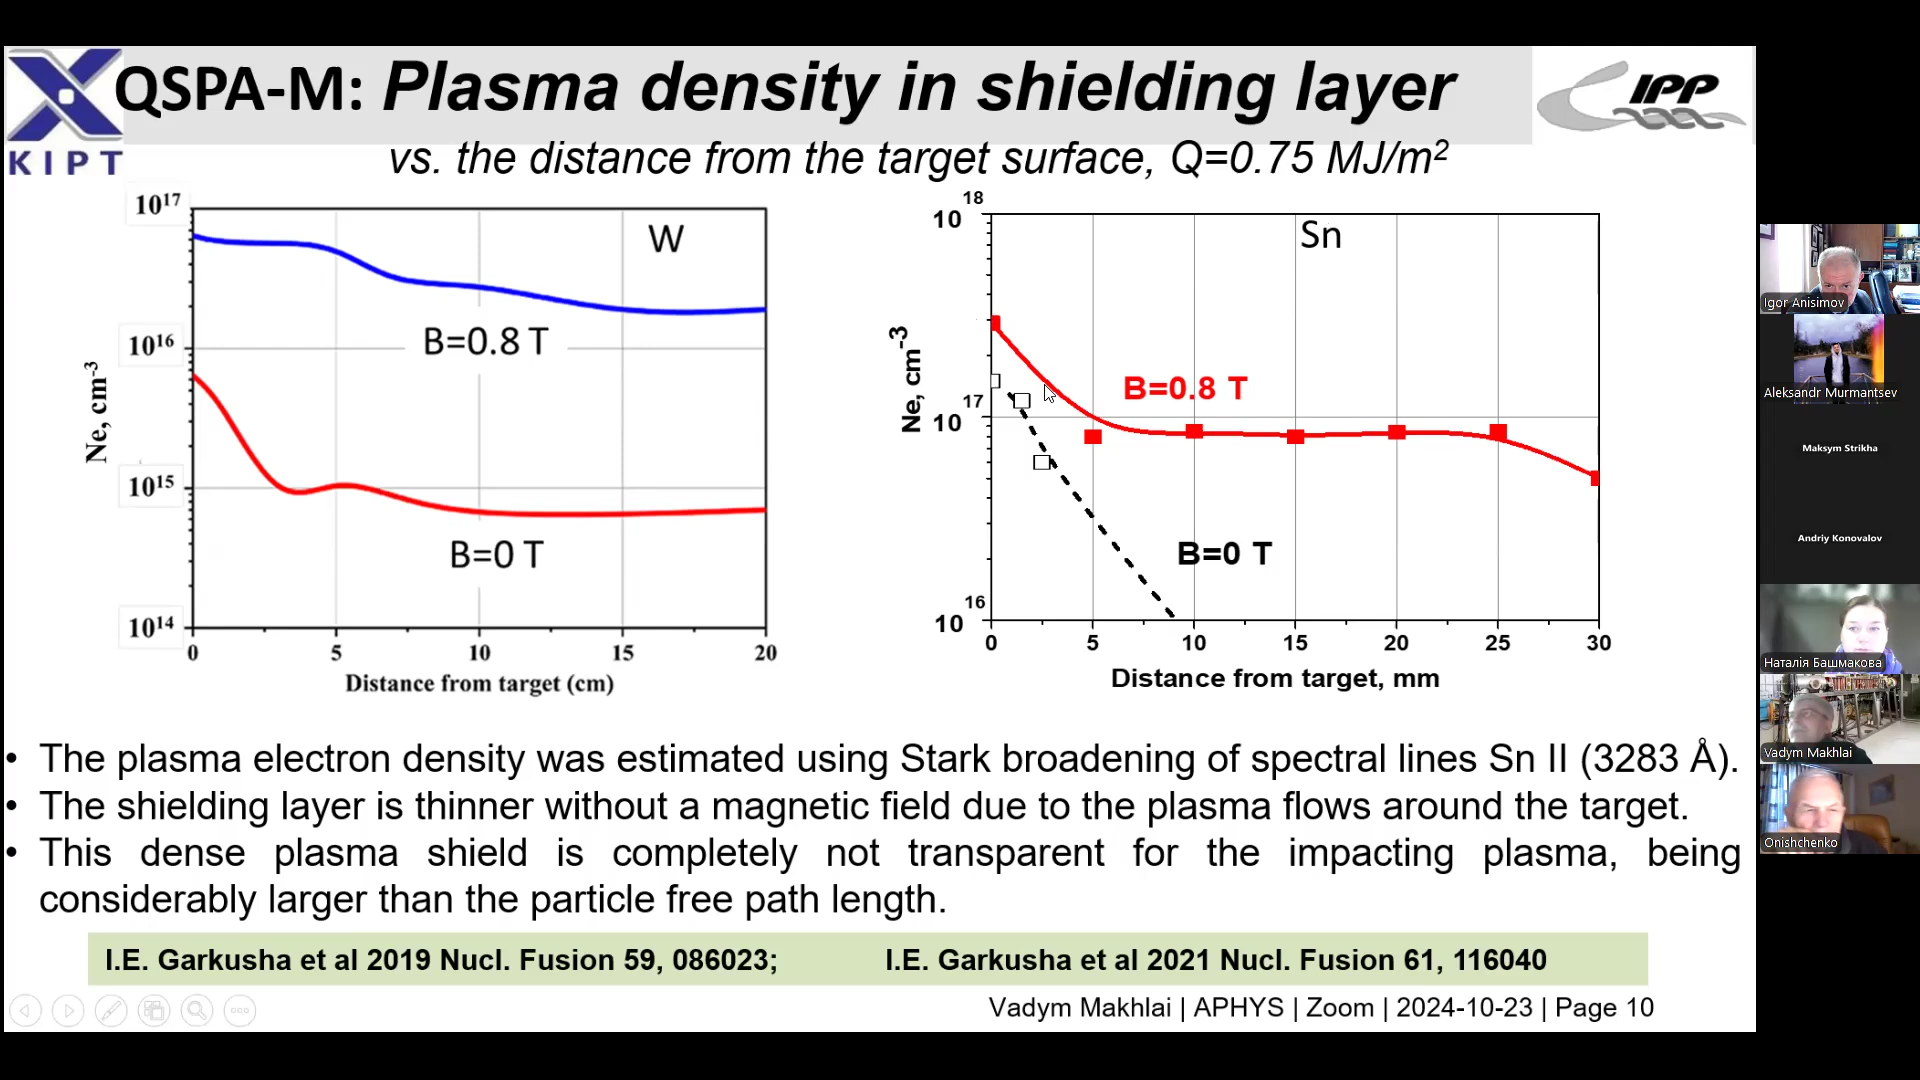 QSPA-M: Plasma density in shielding layer
KIPT
IPP
vs. the distance from the target surface, Q=0.75 MJ/m²
10¹⁷
10¹⁶
10¹⁵
10¹⁴
Ne, cm⁻³
W
B=0.8 T
B=0 T
0 5 10 15 20
Distance from target (cm)
10¹⁸
10¹⁷
10¹⁶
Ne, cm⁻³
Sn
B=0.8 T
B=0 T
0 5 10 15 20 25 30
Distance from target, mm
• The plasma electron density was estimated using Stark broadening of spectral lines Sn II (3283 Å).
• The shielding layer is thinner without a magnetic field due to the plasma flows around the target.
• This dense plasma shield is completely not transparent for the impacting plasma, being
considerably larger than the particle free path length.
I.E. Garkusha et al 2019 Nucl. Fusion 59, 086023; I.E. Garkusha et al 2021 Nucl. Fusion 61, 116040
Vadym Makhlai | APHYS | Zoom | 2024-10-23 | Page 10
Igor Anisimov
Aleksandr Murmantsev
Maksym Strikha
Andriy Konovalov
Наталія Башмакова
Vadym Makhlai
Onishchenko